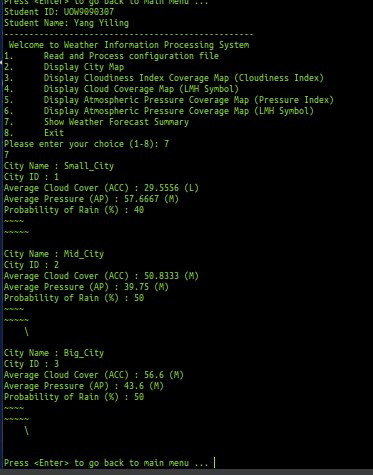 Press <Enter> to go back to Main Menu ...
Student ID: UOW9090307
Student Name: Yang Yiling
--------------------------------------------------
Welcome to Weather Information Processing System
1. Read and Process configuration file
2. Display City Map
3. Display Cloudiness Index Coverage Map (Cloudiness Index)
4. Display Cloud Coverage Map (LMH Symbol)
5. Display Atmospheric Pressure Coverage Map (Pressure Index)
6. Display Atmospheric Pressure Coverage Map (LMH Symbol)
7. Show Weather Forecast Summary
8. Exit
Please enter your choice (1-8): 7
7
City Name : Small_City
City ID : 1
Average Cloud Cover (ACC) : 29.5556 (L)
Average Pressure (AP) : 57.6667 (M)
Probability of Rain (%) : 40
~~~~
~~~~~
City Name : Mid_City
City ID : 2
Average Cloud Cover (ACC) : 50.8333 (M)
Average Pressure (AP) : 39.75 (M)
Probability of Rain (%) : 50
~~~~
~~~~~
\
City Name : Big_City
City ID : 3
Average Cloud Cover (ACC) : 56.6 (M)
Average Pressure (AP) : 43.6 (M)
Probability of Rain (%) : 50
~~~~
~~~~~
\
Press <Enter> to go back to main menu ...